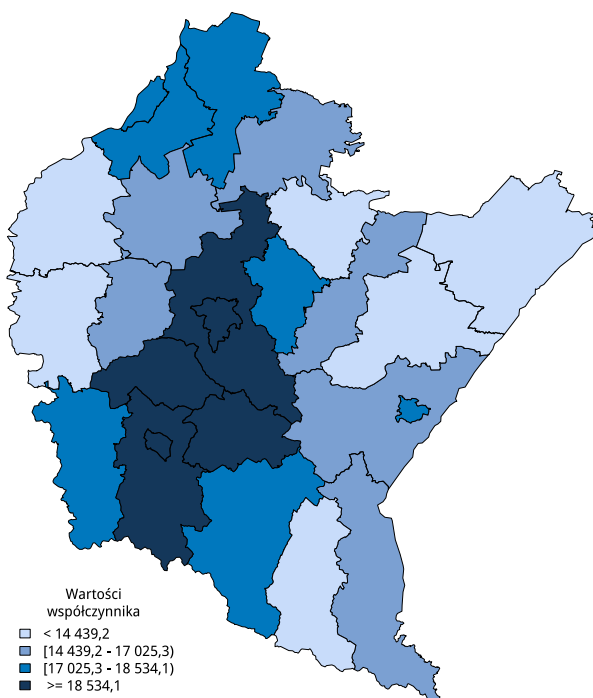 Wartości
współczynnika
< 14 439,2
[14 439,2 - 17 025,3)
[17 025,3 - 18 534,1)
>= 18 534,1